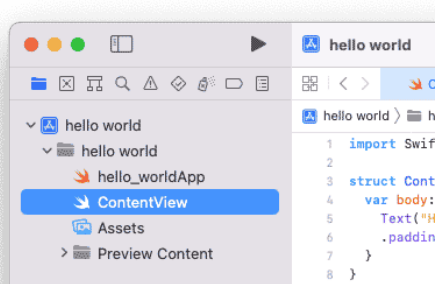 hello world
hello world
hello world
hello_worldApp
ContentView
Assets
Preview Content
hello world
1 import Swif
2
3 struct Cont
4 var body:
5 Text("H
6 .paddin
7 }
8 }